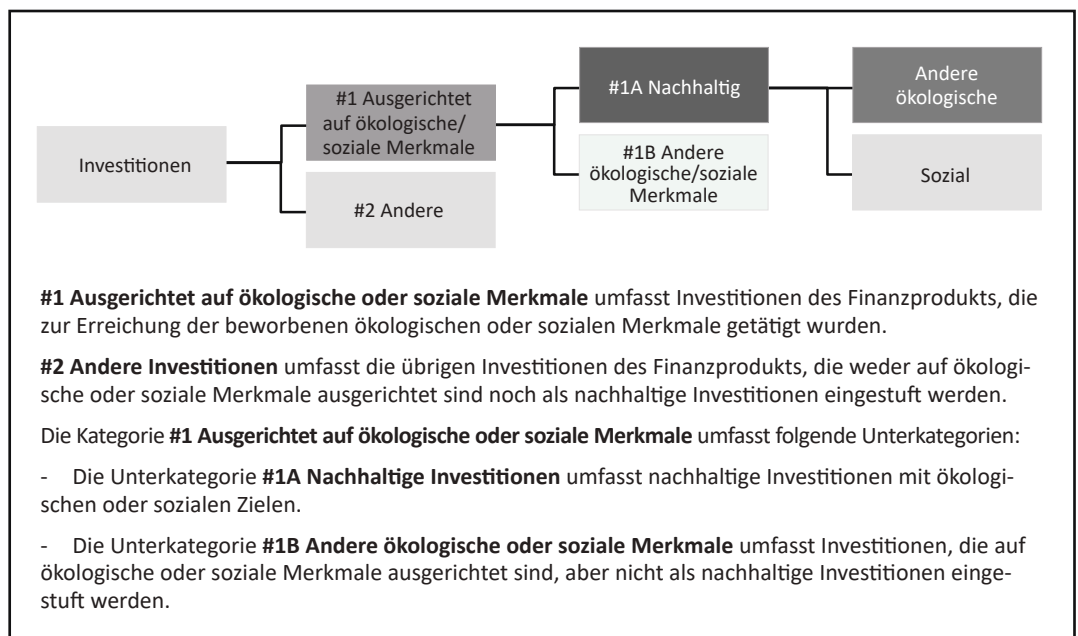 Investitionen
#1 Ausgerichtet
auf ökologische/
soziale Merkmale
#2 Andere
#1A Nachhaltig
#1B Andere
ökologische/soziale
Merkmale
Andere
ökologische
Sozial
#1 Ausgerichtet auf ökologische oder soziale Merkmale umfasst Investitionen des Finanzprodukts, die
zur Erreichung der beworbenen ökologischen oder sozialen Merkmale getätigt wurden.
#2 Andere Investitionen umfasst die übrigen Investitionen des Finanzprodukts, die weder auf ökologi-
sche oder soziale Merkmale ausgerichtet sind noch als nachhaltige Investitionen eingestuft werden.
Die Kategorie #1 Ausgerichtet auf ökologische oder soziale Merkmale umfasst folgende Unterkategorien:
- Die Unterkategorie #1A Nachhaltige Investitionen umfasst nachhaltige Investitionen mit ökologi-
schen oder sozialen Zielen.
- Die Unterkategorie #1B Andere ökologische oder soziale Merkmale umfasst Investitionen, die auf
ökologische oder soziale Merkmale ausgerichtet sind, aber nicht als nachhaltige Investitionen einge-
stuft werden.